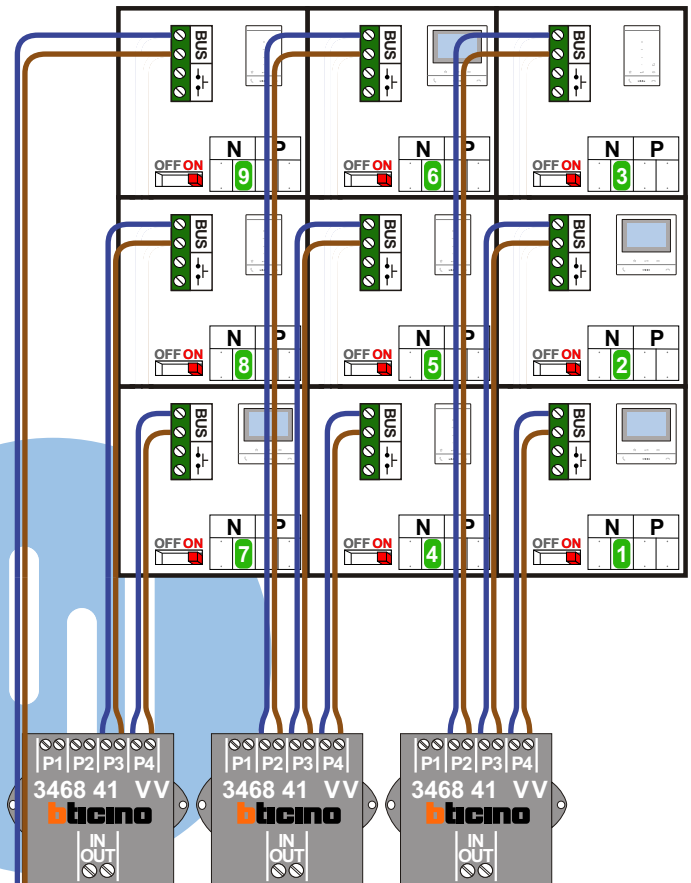 BUS
BUS
BUS
N P
N P
N P
OFF ON
OFF ON
OFF ON
9
6
3
BUS
BUS
BUS
N P
N P
N P
OFF ON
OFF ON
OFF ON
8
5
2
BUS
BUS
BUS
N P
N P
N P
OFF ON
OFF ON
OFF ON
7
4
1
P1 P2 P3 P4
P1 P2 P3 P4
P1 P2 P3 P4
3468 41 VV
3468 41 VV
3468 41 VV
bticino
bticino
bticino
IN
IN
IN
OUT
OUT
OUT